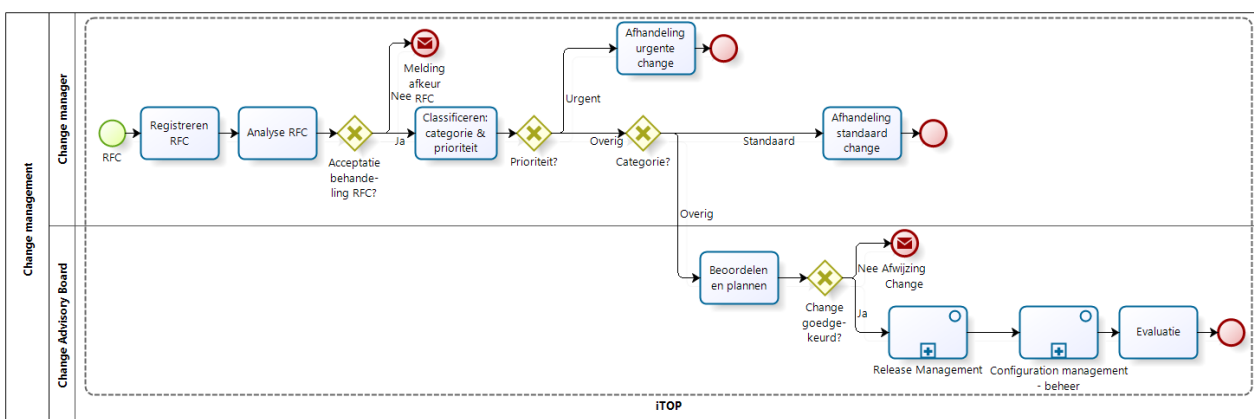 Change management
Change manager
RFC
Registreren
RFC
Analyse RFC
Acceptatie
behande-
ling RFC?
Nee
Melding
afkeur
RFC
Ja
Classificeren:
categorie &
prioriteit
Prioriteit?
Urgent
Afhandeling
urgente
change
Overig
Categorie?
Standaard
Afhandeling
standaard
change
Overig
Change Advisory Board
Beoordelen
en plannen
Change
goedge-
keurd?
Nee
Afwijzing
Change
Ja
Release Management
Configuration management
- beheer
Evaluatie
iTOP